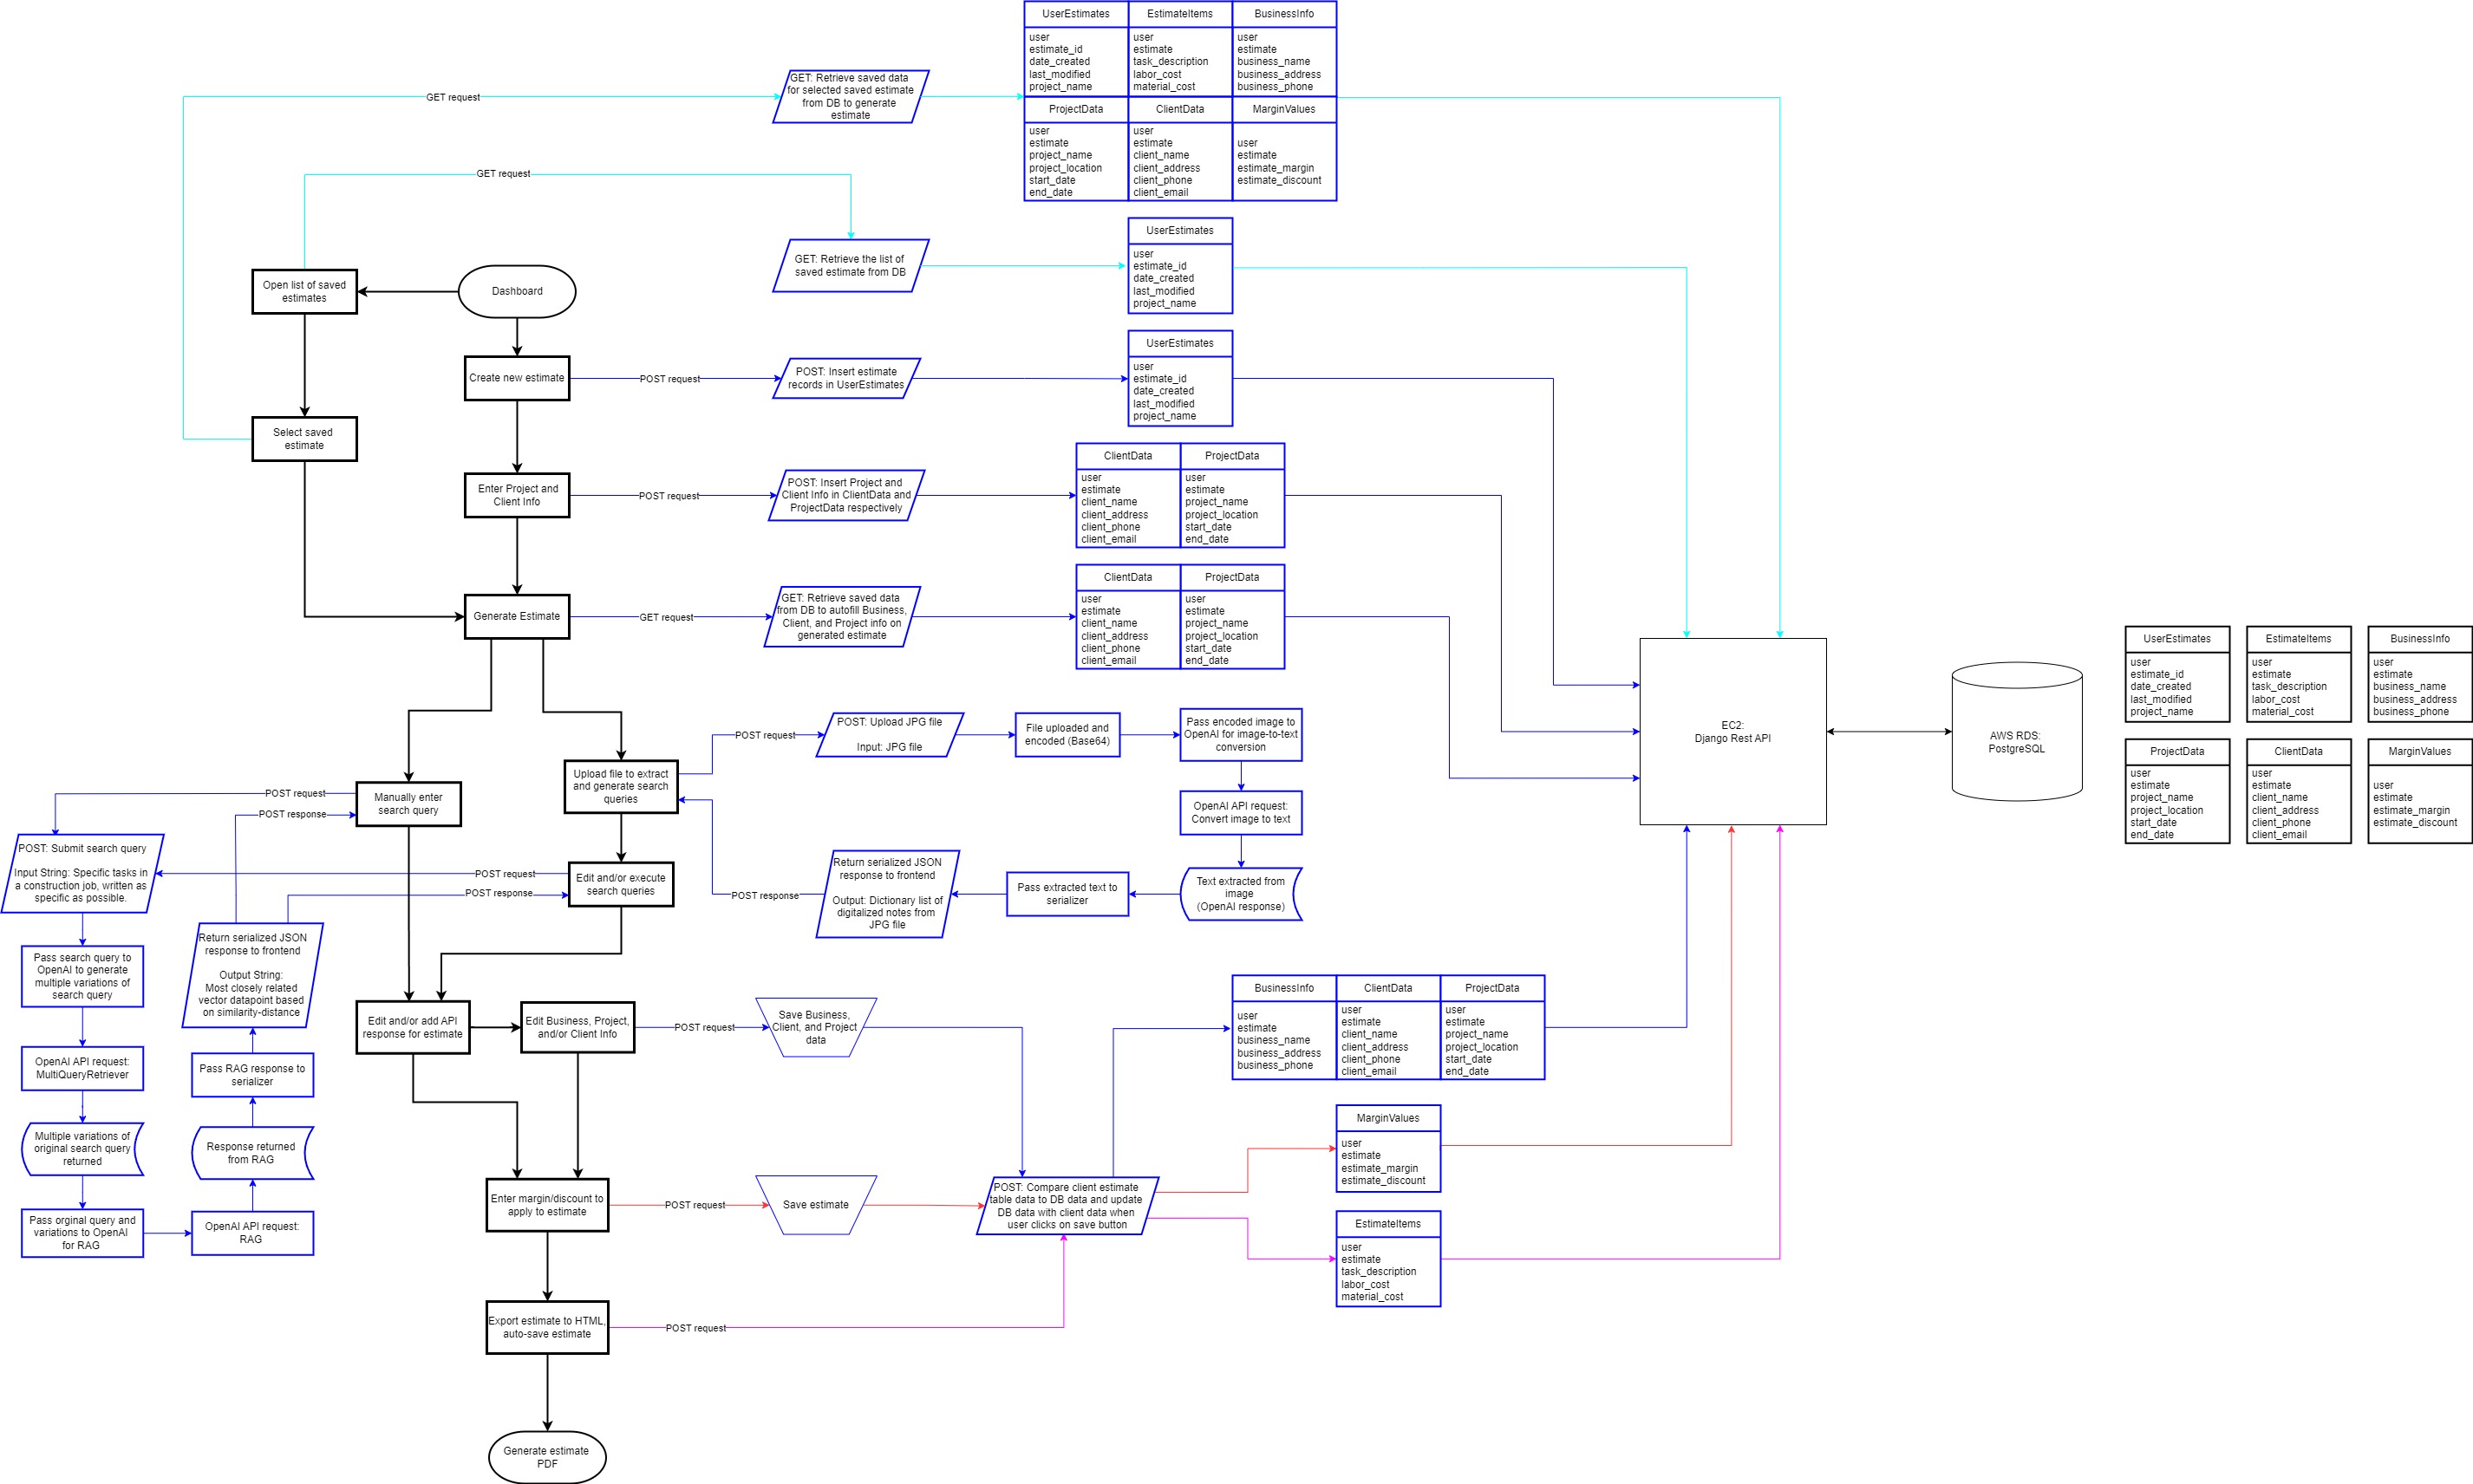 UserEstimates
user
estimate_id
date_created
last_modified
project_name
EstimateItems
user
estimate
task_description
labor_cost
material_cost
BusinessInfo
user
estimate
business_name
business_address
business_phone
ProjectData
user
estimate
project_name
project_location
start_date
end_date
ClientData
user
estimate
client_name
client_address
client_phone
client_email
MarginValues
user
estimate
estimate_margin
estimate_discount
GET request
GET: Retrieve saved data
for selected saved estimate
from DB to generate
estimate
GET request
GET: Retrieve the list of
saved estimate from DB
UserEstimates
user
estimate_id
date_created
last_modified
project_name
Open list of saved
estimates
Dashboard
Select saved
estimate
Create new estimate
POST request
POST: Insert estimate
records in UserEstimates
UserEstimates
user
estimate_id
date_created
last_modified
project_name
Enter Project and
Client Info
POST request
POST: Insert Project and
Client Info in ClientData and
ProjectData respectively
ClientData
user
estimate
client_name
client_address
client_phone
client_email
ProjectData
user
estimate
project_name
project_location
start_date
end_date
Generate Estimate
GET request
GET: Retrieve saved data
from DB to autofill Business,
Client, and Project info on
generated estimate
ClientData
user
estimate
client_name
client_address
client_phone
client_email
ProjectData
user
estimate
project_name
project_location
start_date
end_date
EC2:
Django Rest API
AWS RDS:
PostgreSQL
UserEstimates
user
estimate_id
date_created
last_modified
project_name
EstimateItems
user
estimate
task_description
labor_cost
material_cost
BusinessInfo
user
estimate
business_name
business_address
business_phone
ProjectData
user
estimate
project_name
project_location
start_date
end_date
ClientData
user
estimate
client_name
client_address
client_phone
client_email
MarginValues
user
estimate
estimate_margin
estimate_discount
Upload file to extract
and generate search
queries
POST request
POST: Upload JPG file
Input: JPG file
File uploaded and
encoded (Base64)
Pass encoded image to
OpenAI for image-to-text
conversion
OpenAI API request:
Convert image to text
Text extracted from
image
(OpenAI response)
Pass extracted text to
serializer
Return serialized JSON
response to frontend
Output: Dictionary list of
digitalized notes from
JPG file
POST response
Manually enter
search query
POST request
POST response
Edit and/or execute
search queries
POST request
POST response
POST: Submit search query
Input String: Specific tasks in
a construction job, written as
specific as possible.
Pass search query to
OpenAI to generate
multiple variations of
search query
OpenAI API request:
MultiQueryRetriever
Multiple variations of
original search query
returned
Pass orginal query and
variations to OpenAI
for RAG
OpenAI API request:
RAG
Response returned
from RAG
Pass RAG response to
serializer
Return serialized JSON
response to frontend
Output String:
Most closely related
vector datapoint based
on similarity-distance
Edit and/or add API
response for estimate
Edit Business, Project,
and/or Client Info
POST request
Save Business,
Client, and Project
data
BusinessInfo
user
estimate
business_name
business_address
business_phone
ClientData
user
estimate
client_name
client_address
client_phone
client_email
ProjectData
user
estimate
project_name
project_location
start_date
end_date
Enter margin/discount to
apply to estimate
POST request
Save estimate
POST: Compare client estimate
table data to DB data and update
DB data with client data when
user clicks on save button
MarginValues
user
estimate
estimate_margin
estimate_discount
EstimateItems
user
estimate
task_description
labor_cost
material_cost
Export estimate to HTML,
auto-save estimate
POST request
Generate estimate
PDF